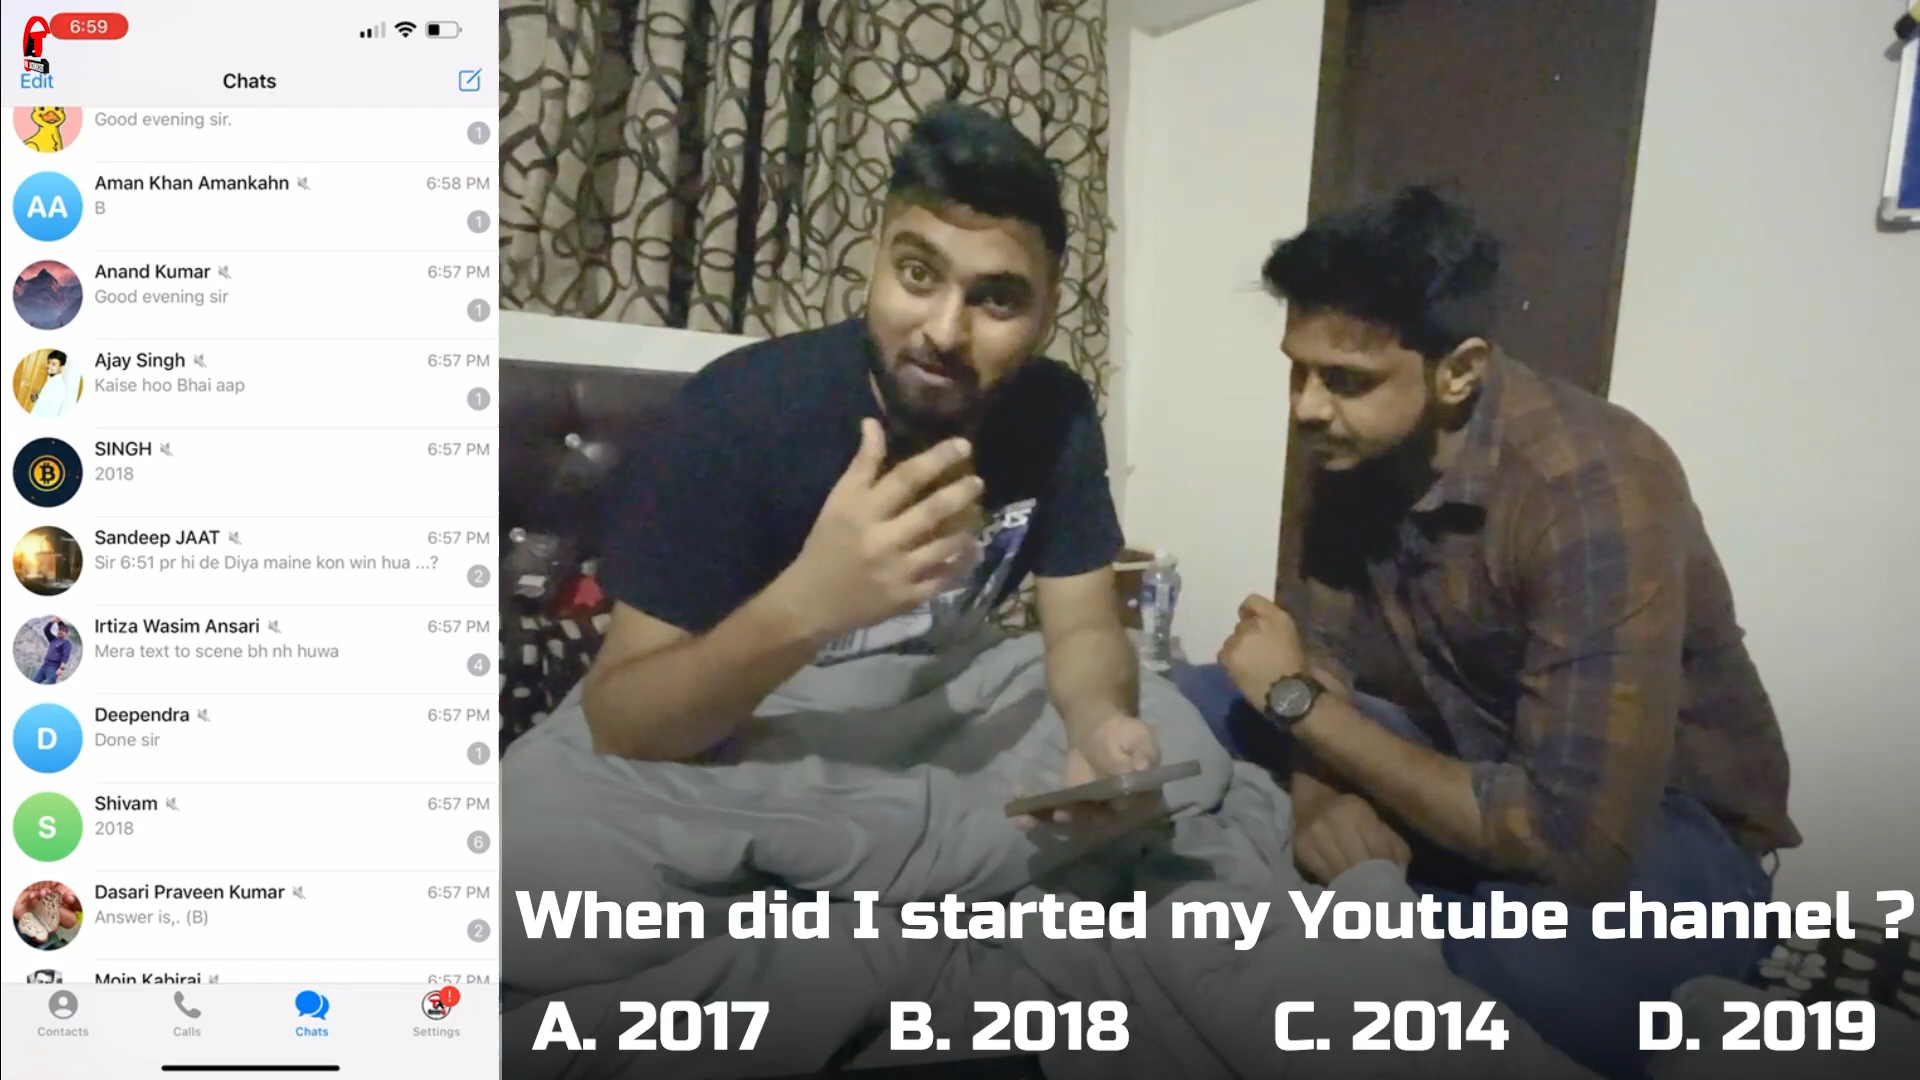 6:59
Edit
Chats
Good evening sir.
1
AA
Aman Khan Amankahn
6:58 PM
B
1
Anand Kumar
6:57 PM
Good evening sir
1
Ajay Singh
6:57 PM
Kaise hoo Bhai aap
1
SINGH
6:57 PM
2018
Sandeep JAAT
6:57 PM
Sir 6:51 pr hi de Diya maine kon win hua ...?
2
Irtiza Wasim Ansari
6:57 PM
Mera text to scene bh nh huwa
4
D
Deependra
6:57 PM
Done sir
1
S
Shivam
6:57 PM
2018
6
Dasari Praveen Kumar
6:57 PM
Answer is,. (B)
2
Moin Kabiraj
6:57 PM
Contacts
Calls
Chats
Settings
When did I started my Youtube channel ?
A. 2017 B. 2018 C. 2014 D. 2019